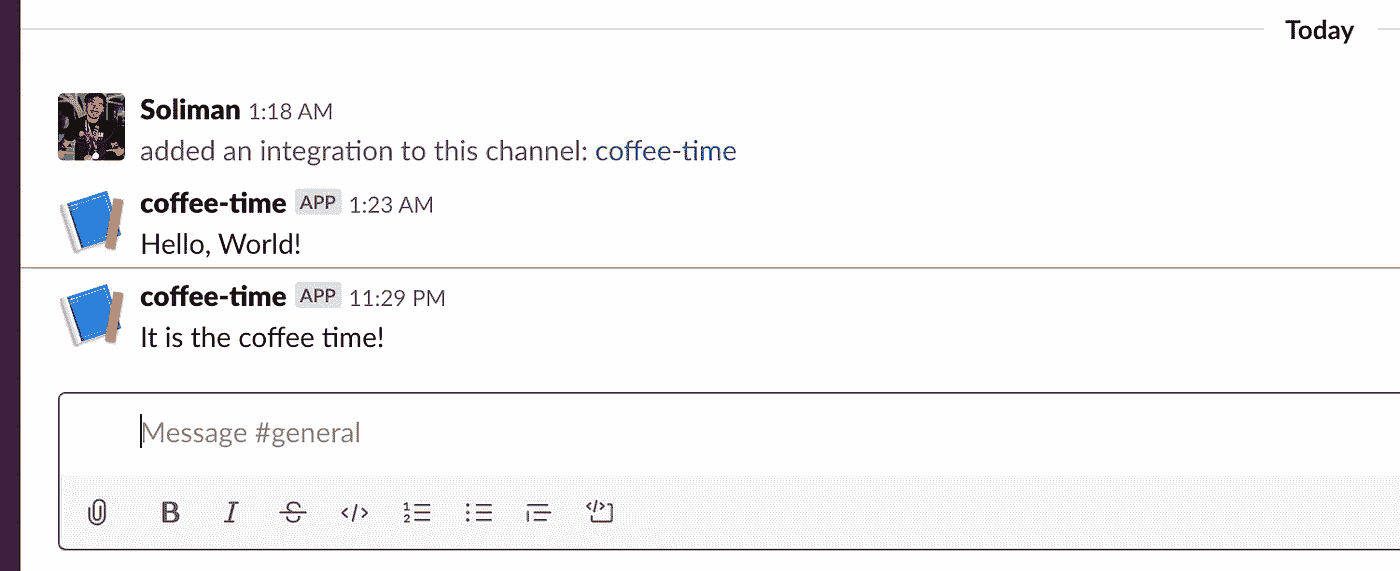 Today
Soliman 1:18 AM
added an integration to this channel: coffee-time
coffee-time APP 1:23 AM
Hello, World!
coffee-time APP 11:29 PM
It is the coffee time!
Message #general